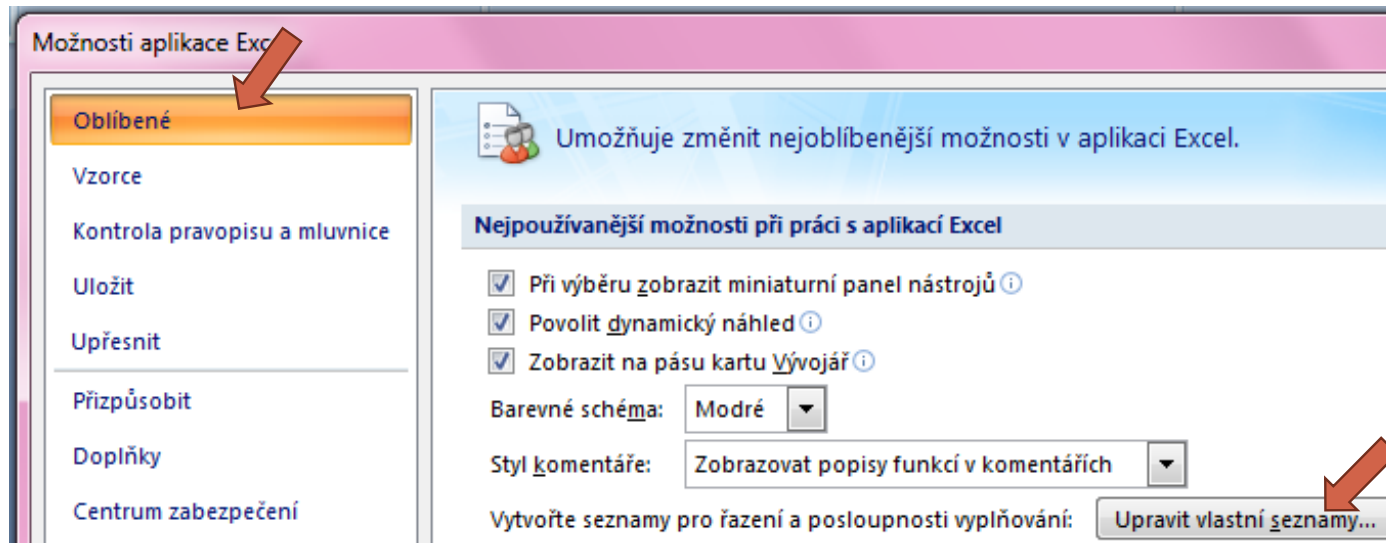 Možnosti aplikace Exc
Oblíbené
Vzorce
Kontrola pravopisu a mluvnice
Uložit
Upřesnit
Přizpůsobit
Doplňky
Centrum zabezpečení
Umožňuje změnit nejoblíbenější možnosti v aplikaci Excel.
Nejpoužívanější možnosti při práci s aplikací Excel
Při výběru zobrazit miniaturní panel nástrojů
Povolit dynamický náhled
Zobrazit na pásu kartu Vývojář
Barevné schéma: Modré
Styl komentáře: Zobrazovat popisy funkcí v komentářích
Vytvořte seznamy pro řazení a posloupnosti vyplňování: Upravit vlastní seznamy...